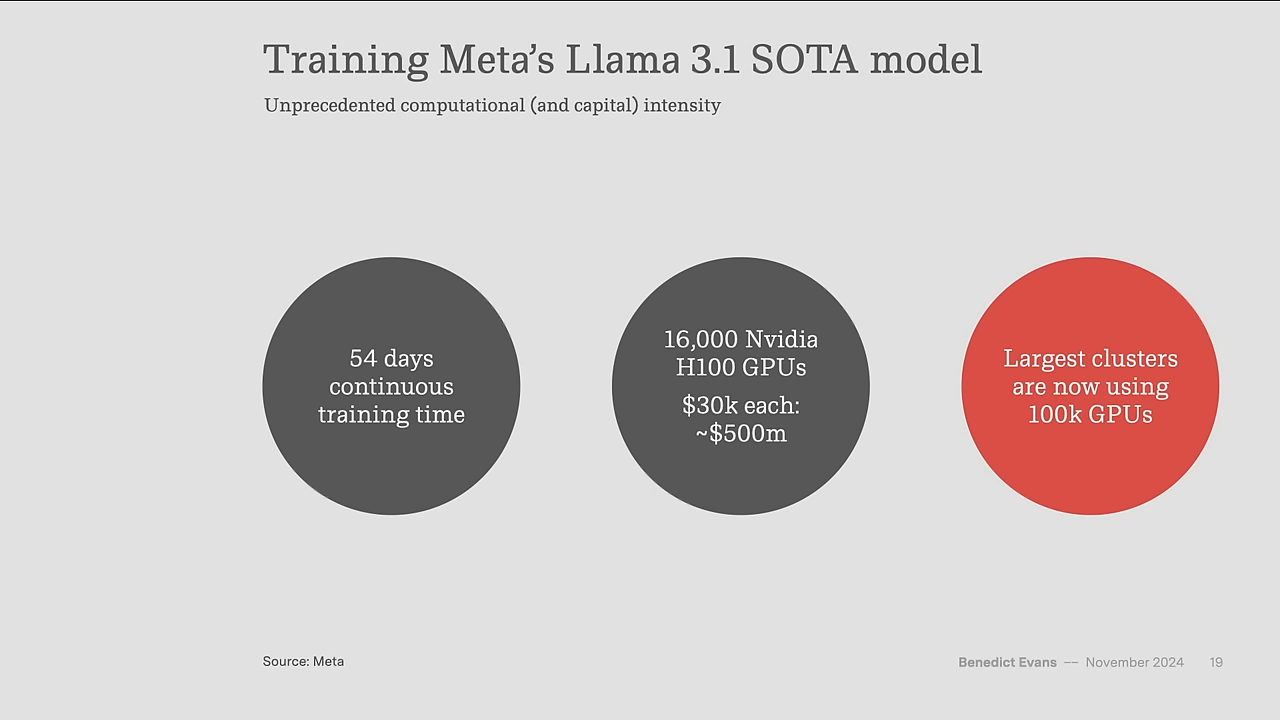 Training Meta’s Llama 3.1 SOTA model
Unprecedented computational (and capital) intensity
54 days
continuous
training time
16,000 Nvidia
H100 GPUs
$30k each:
~$500m
Largest clusters
are now using
100k GPUs
Source: Meta
Benedict Evans –– November 2024 19